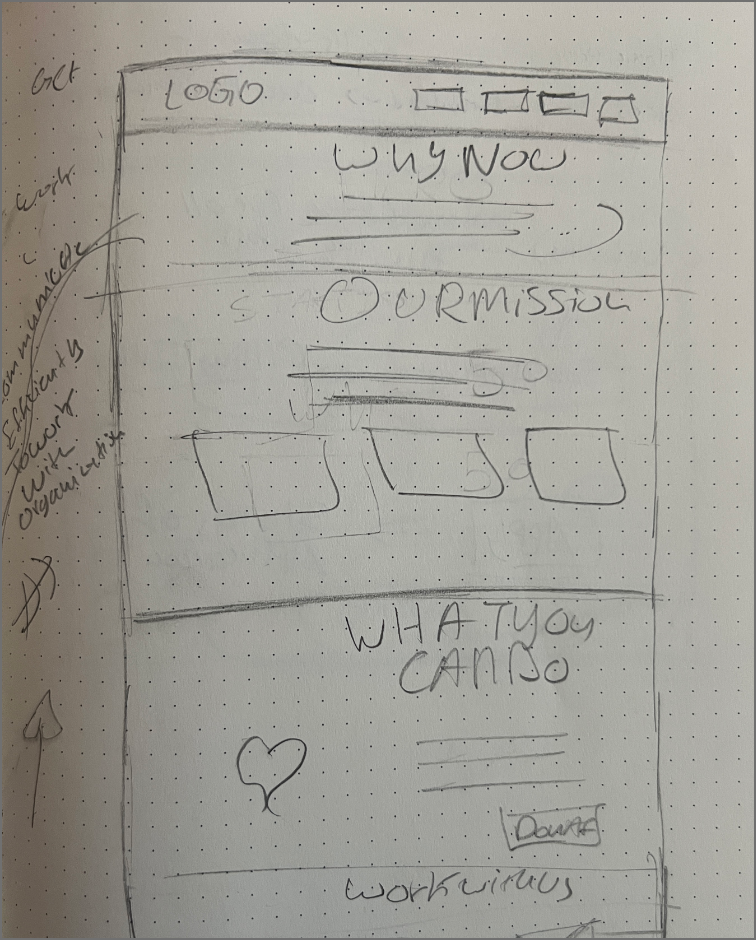 Get
LOGO
WHY NOW
work
OUR MISSION
communicate
Efficiently
to work
with
organization
WHAT YOU
CAN DO
Donate
work with us